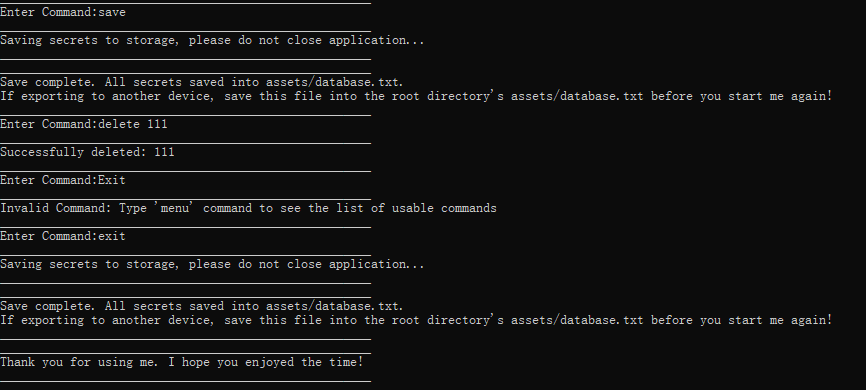 Enter Command:save
Saving secrets to storage, please do not close application...
Save complete. All secrets saved into assets/database.txt.
If exporting to another device, save this file into the root directory's assets/database.txt before you start me again!
Enter Command:delete 111
Successfully deleted: 111
Enter Command:Exit
Invalid Command: Type 'menu' command to see the list of usable commands
Enter Command:exit
Saving secrets to storage, please do not close application...
Save complete. All secrets saved into assets/database.txt.
If exporting to another device, save this file into the root directory's assets/database.txt before you start me again!
Thank you for using me. I hope you enjoyed the time!